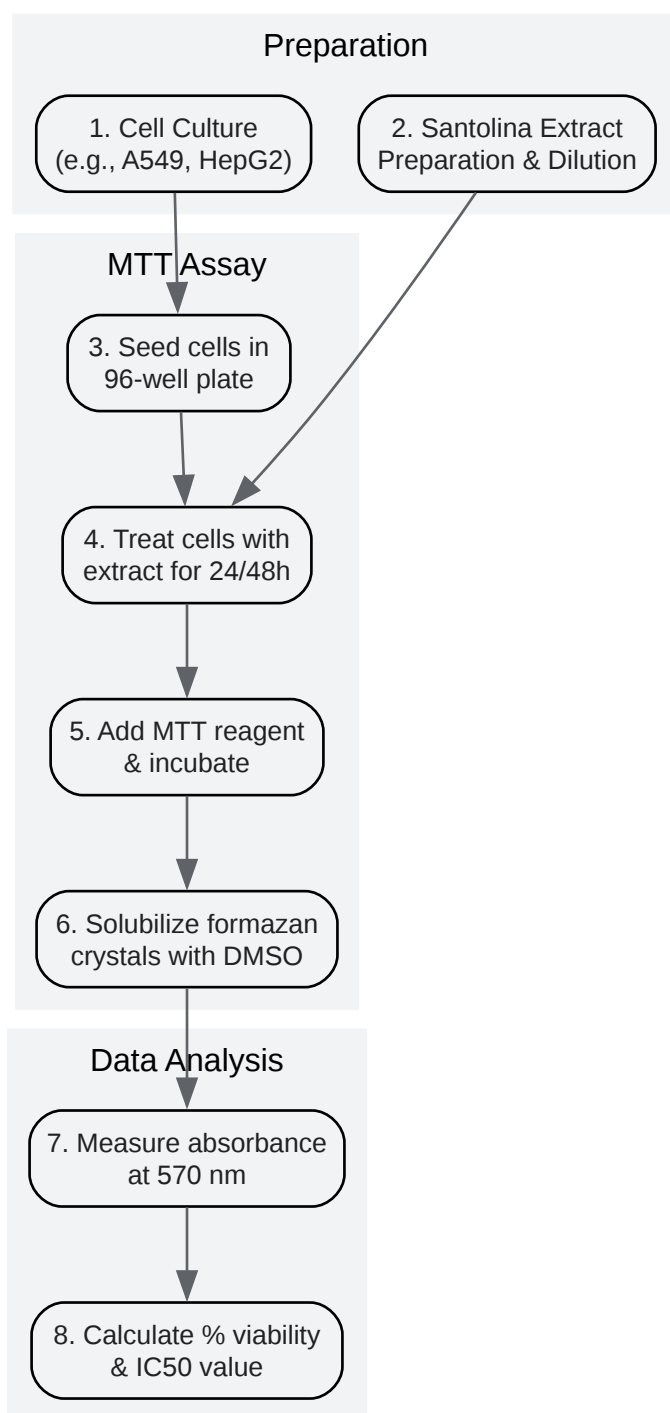 Preparation
1. Cell Culture
(e.g., A549, HepG2)
2. Santolina Extract
Preparation & Dilution
MTT Assay
3. Seed cells in
96-well plate
4. Treat cells with
extract for 24/48h
5. Add MTT reagent
& incubate
6. Solubilize formazan
crystals with DMSO
Data Analysis
7. Measure absorbance
at 570 nm
8. Calculate % viability
& IC50 value